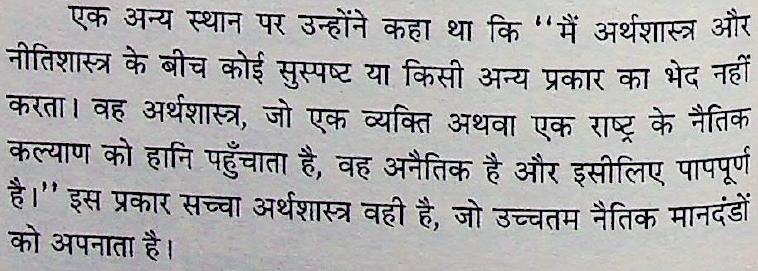 एक अन्य स्थान पर उन्होंने कहा था कि ‘‘मैं अर्थशास्त्र और
नीतिशास्त्र के बीच कोई सुस्पष्ट या किसी अन्य प्रकार का भेद नहीं
करता। वह अर्थशास्त्र, जो एक व्यक्ति अथवा एक राष्ट्र के नैतिक
कल्याण को हानि पहुँचाता है, वह अनैतिक है और इसीलिए पापपूर्ण
है।’’ इस प्रकार सच्चा अर्थशास्त्र वही है, जो उच्चतम नैतिक मानदंडों
को अपनाता है।